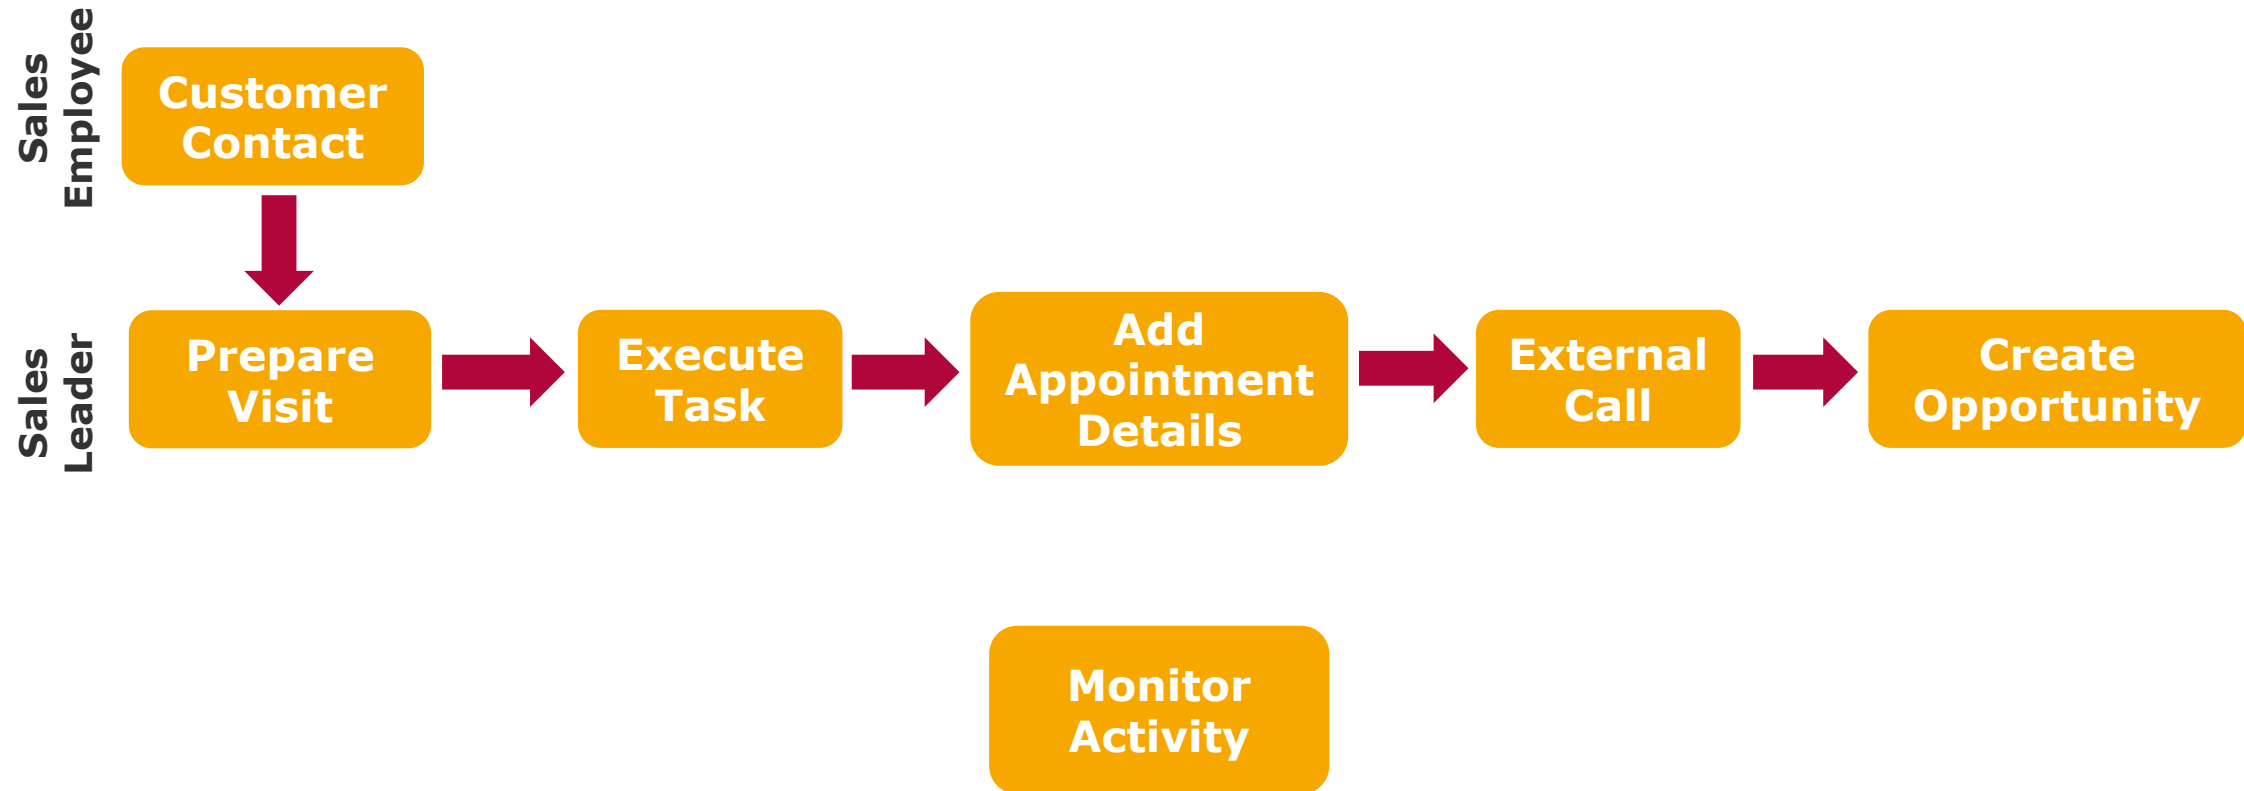 Sales
Employee
Customer
Contact
Sales
Leader
Prepare
Visit
Execute
Task
Add
Appointment
Details
External
Call
Create
Opportunity
Monitor
Activity